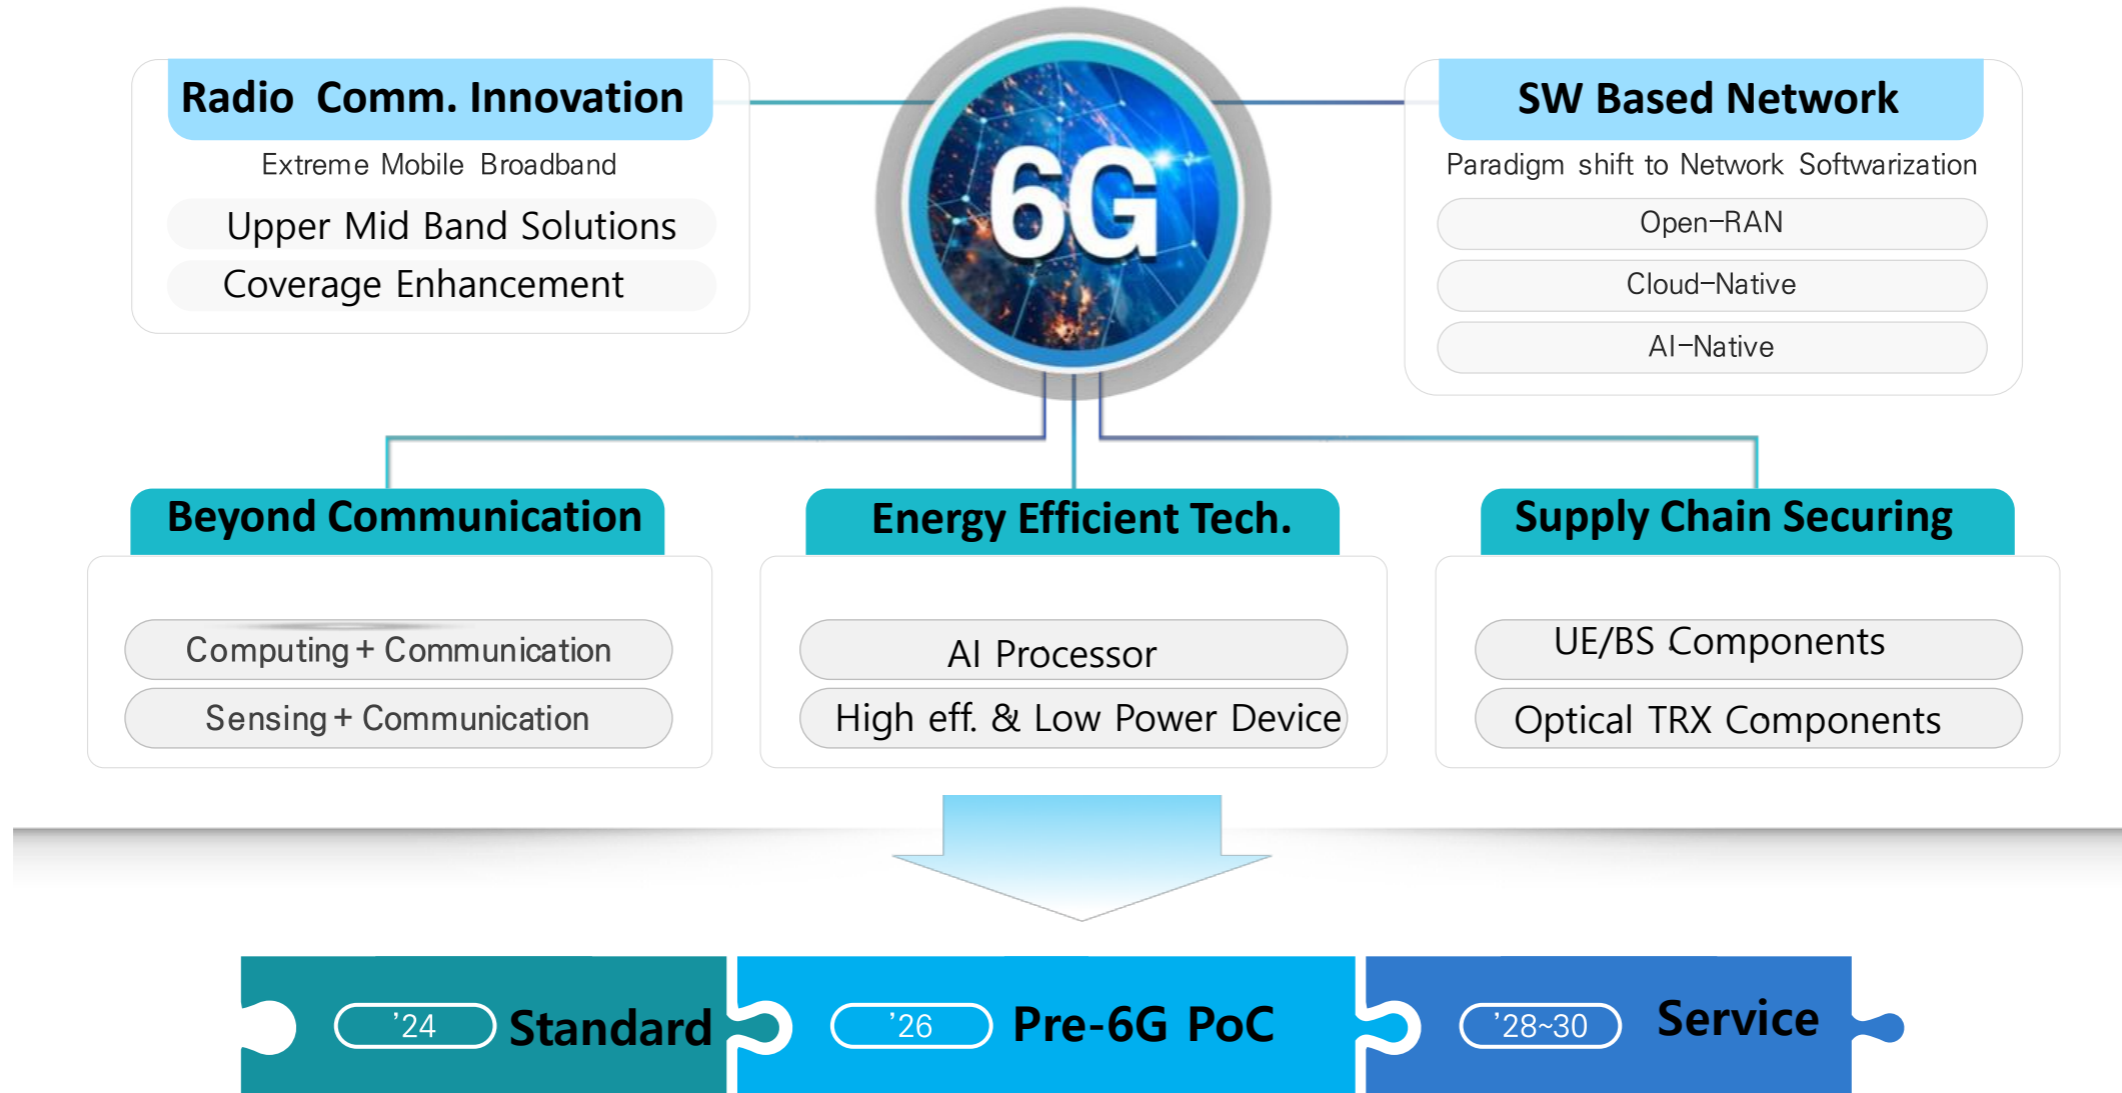 Radio Comm. Innovation
Extreme Mobile Broadband
Upper Mid Band Solutions
Coverage Enhancement
6G
SW Based Network
Paradigm shift to Network Softwarization
Open-RAN
Cloud-Native
AI-Native
Beyond Communication
Computing + Communication
Sensing + Communication
Energy Efficient Tech.
AI Processor
High eff. & Low Power Device
Supply Chain Securing
UE/BS Components
Optical TRX Components
’24 Standard
’26 Pre-6G PoC
’28~30 Service